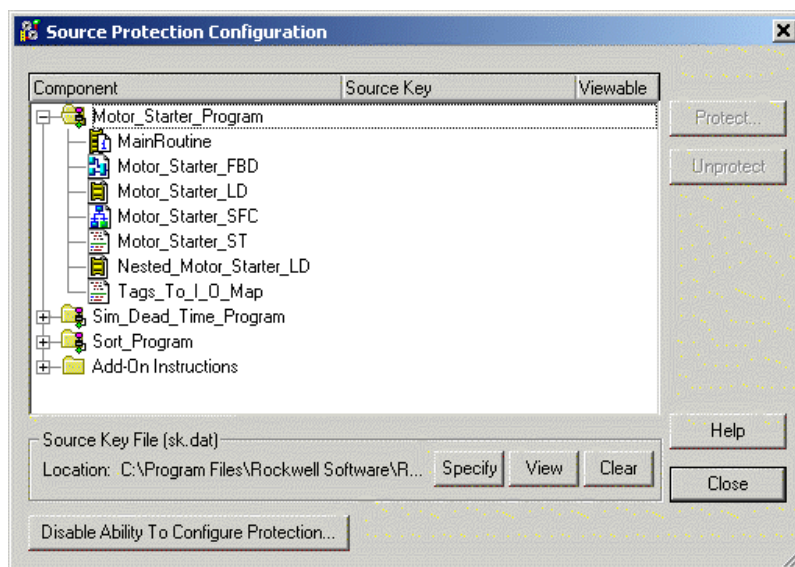 Source Protection Configuration
Component Source Key Viewable
Motor_Starter_Program
MainRoutine
Motor_Starter_FBD
Motor_Starter_LD
Motor_Starter_SFC
Motor_Starter_ST
Nested_Motor_Starter_LD
Tags_To_I_O_Map
Sim_Dead_Time_Program
Sort_Program
Add-On Instructions
Protect...
Unprotect
Source Key File (sk.dat)
Location: C:\Program Files\Rockwell Software\R... Specify View Clear
Help
Close
Disable Ability To Configure Protection...